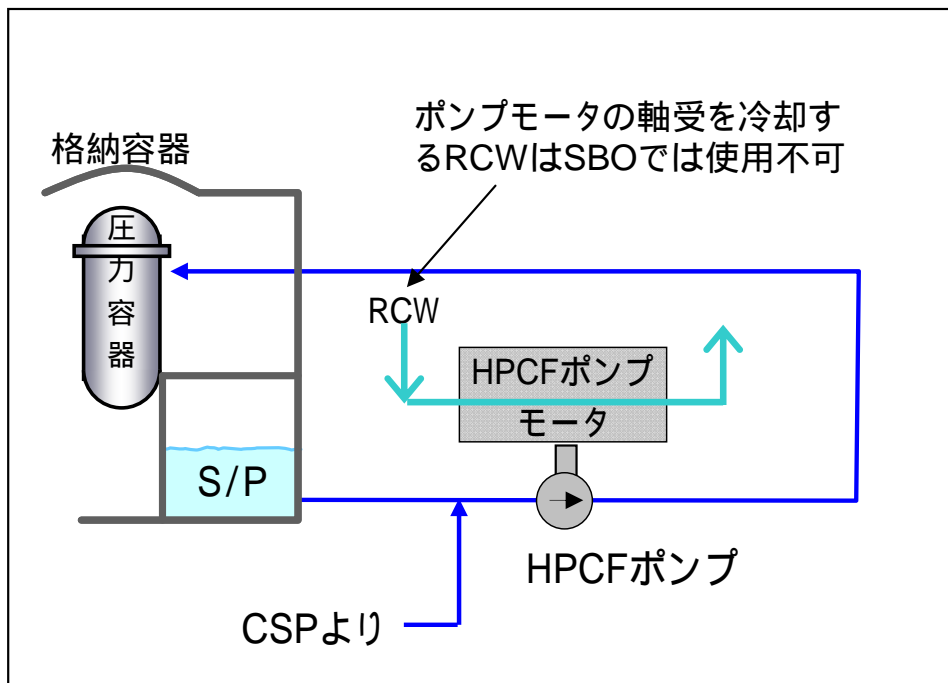 ポンプモータの軸受を冷却す
るRCWはSBOでは使用不可
格納容器
圧力容器
RCW
HPCFポンプ
モータ
S/P
HPCFポンプ
CSPより